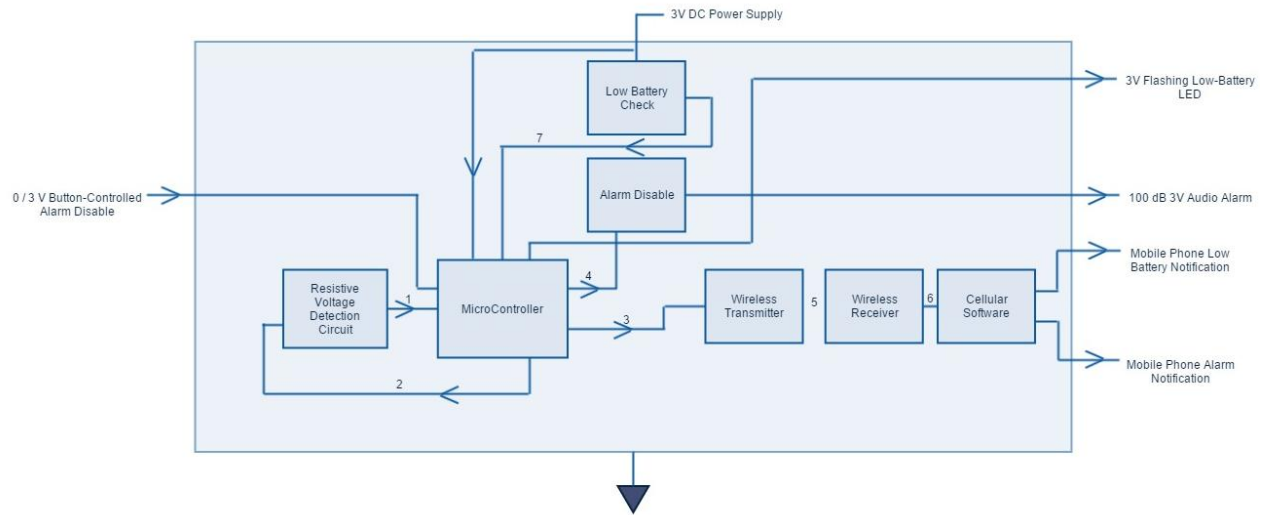 3V DC Power Supply
Low Battery
Check
3V Flashing Low-Battery
LED
7
0 / 3 V Button-Controlled
Alarm Disable
Alarm Disable
100 dB 3V Audio Alarm
Mobile Phone Low
Battery Notification
Resistive
Voltage
Detection
Circuit
1
MicroController
4
3
Wireless
Transmitter
5
Wireless
Receiver
6
Cellular
Software
Mobile Phone Alarm
Notification
2